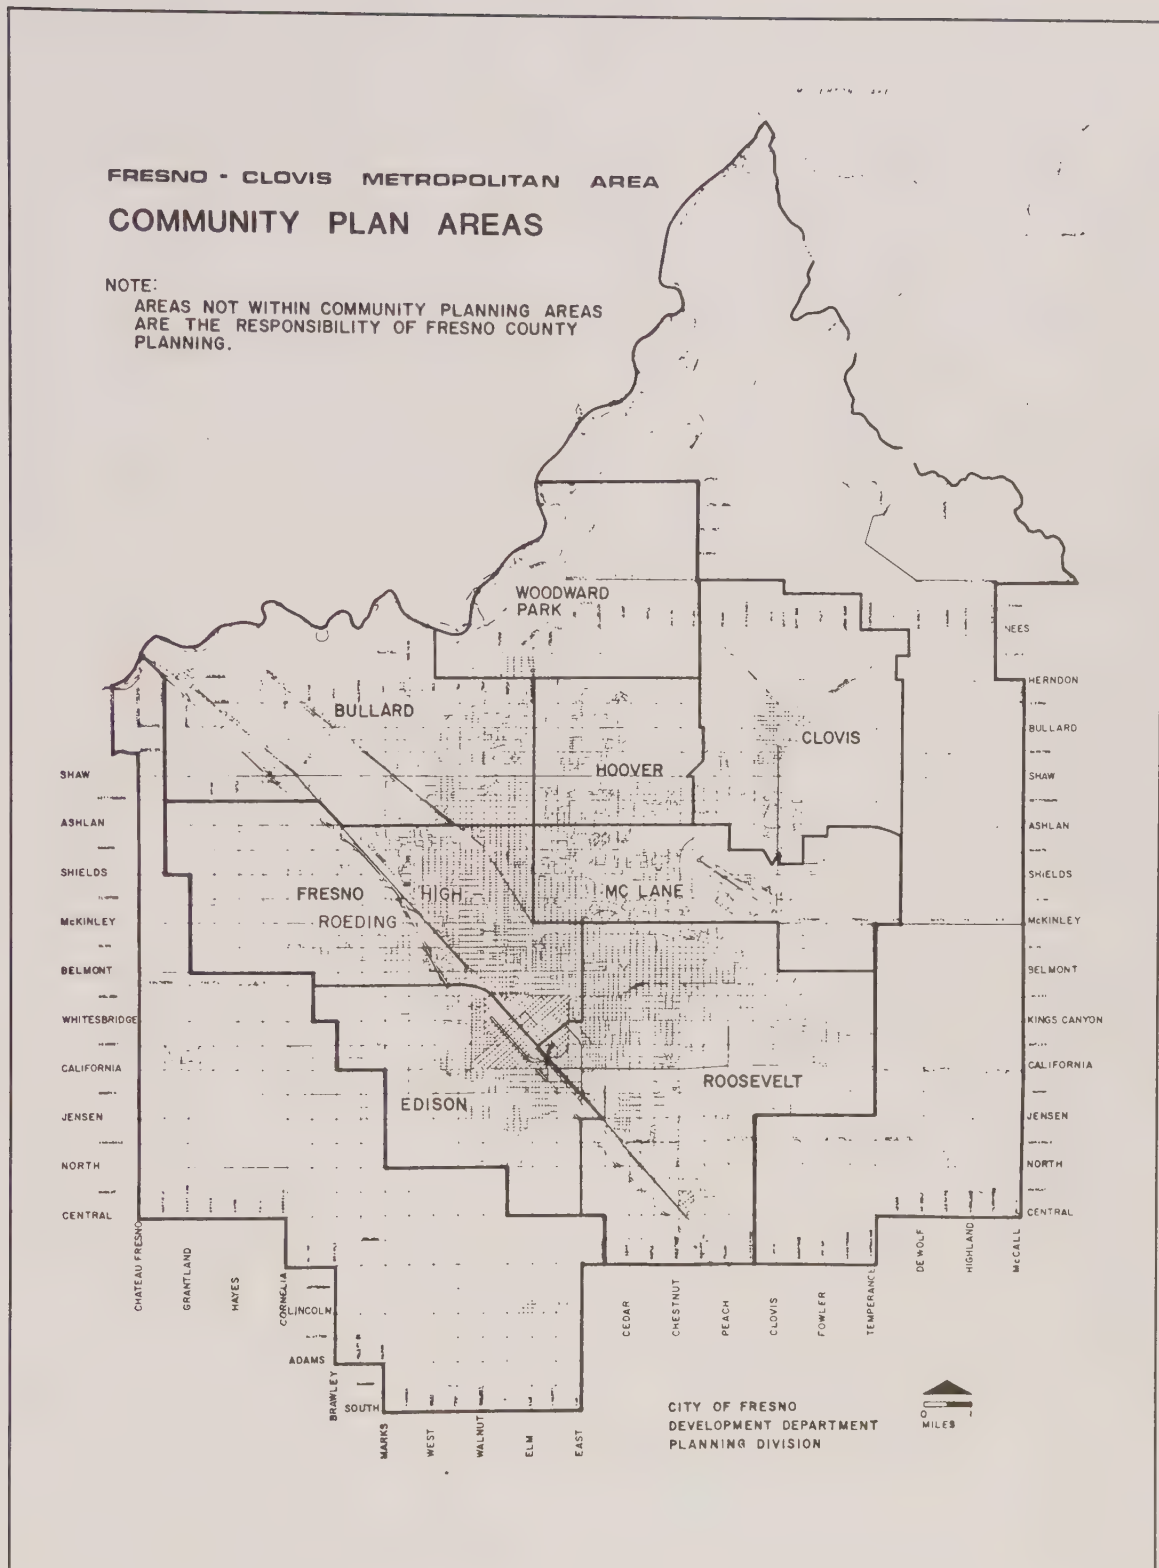 FRESNO - CLOVIS METROPOLITAN AREA
COMMUNITY PLAN AREAS
NOTE:
AREAS NOT WITHIN COMMUNITY PLANNING AREAS
ARE THE RESPONSIBILITY OF FRESNO COUNTY
PLANNING.
WOODWARD
PARK
BULLARD
HOOVER
CLOVIS
FRESNO HIGH-
ROEDING
MC LANE
EDISON
ROOSEVELT
SHAW
ASHLAN
SHIELDS
McKINLEY
BELMONT
WHITESBRIDGE
CALIFORNIA
JENSEN
NORTH
CENTRAL
LINCOLN
ADAMS
SOUTH
NEES
HERNDON
BULLARD
SHAW
ASHLAN
SHIELDS
McKINLEY
BELMONT
KINGS CANYON
CALIFORNIA
JENSEN
NORTH
CENTRAL
CHATEAU FRESNO
GRANTLAND
HAYES
CORNELIA
BRAWLEY
MARKS
WEST
WALNUT
ELM
EAST
CEDAR
CHESTNUT
PEACH
CLOVIS
FOWLER
TEMPERANCE
DEWOLF
HIGHLAND
McCALL
CITY OF FRESNO
DEVELOPMENT DEPARTMENT
PLANNING DIVISION
0 1
MILES